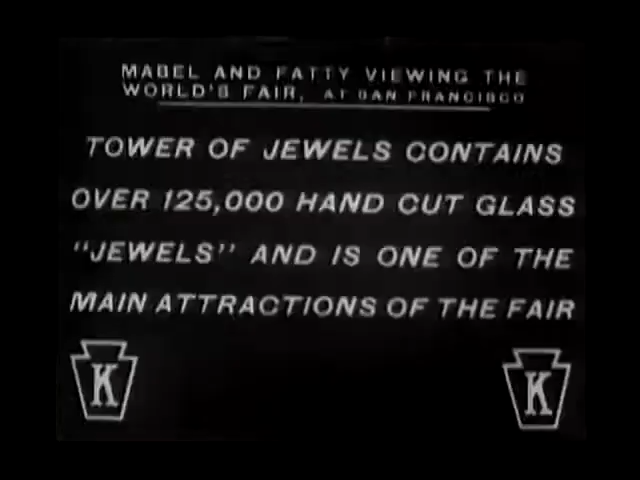 MABEL AND FATTY VIEWING THE
WORLD'S FAIR, AT SAN FRANCISCO
TOWER OF JEWELS CONTAINS
OVER 125,000 HAND CUT GLASS
"JEWELS" AND IS ONE OF THE
MAIN ATTRACTIONS OF THE FAIR
K K